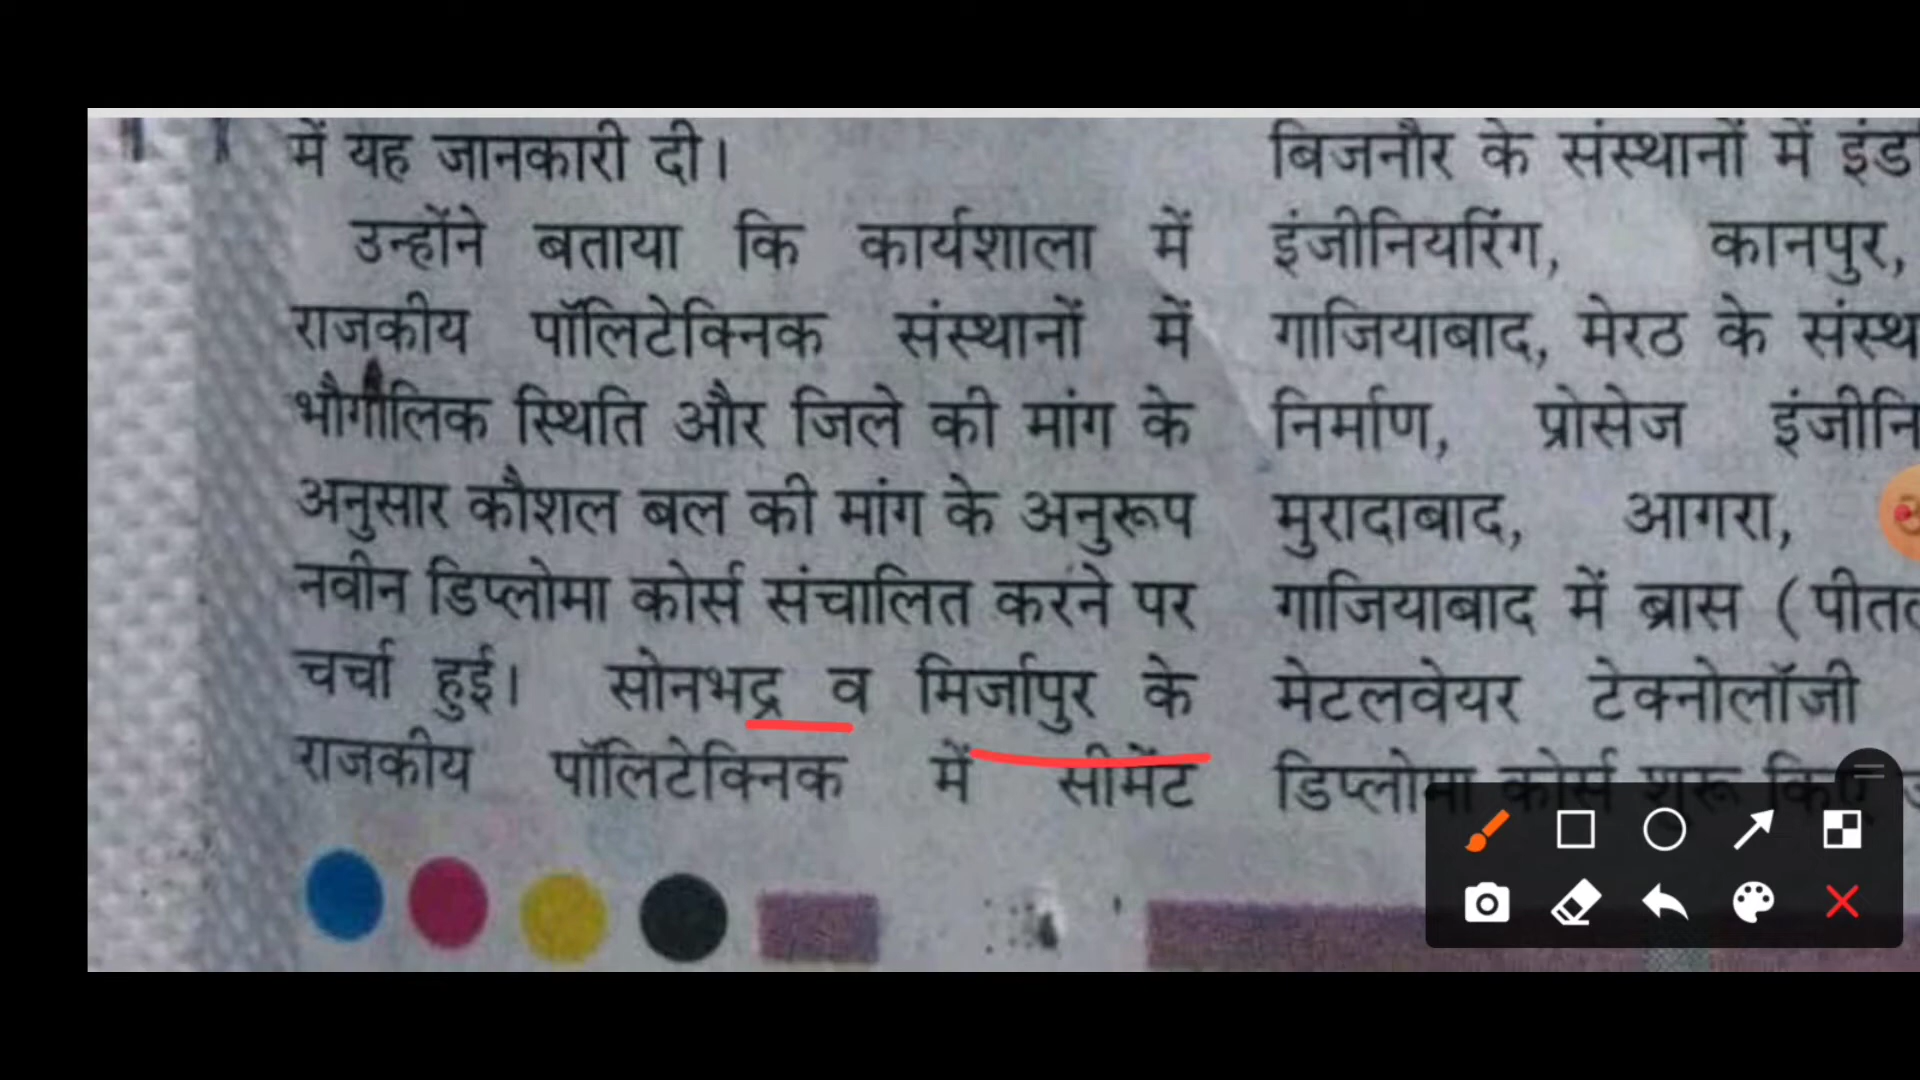 में यह जानकारी दी।
उन्होंने बताया कि कार्यशाला में
राजकीय पॉलिटेक्निक संस्थानों में
भौगोलिक स्थिति और जिले की मांग के
अनुसार कौशल बल की मांग के अनुरूप
नवीन डिप्लोमा कोर्स संचालित करने पर
चर्चा हुई। सोनभद्र व मिर्जापुर के
राजकीय पॉलिटेक्निक में सीमेंट
बिजनौर के संस्थानों में
इंजीनियरिंग, कानपुर,
गाजियाबाद, मेरठ के
निर्माण, प्रोसेज
मुरादाबाद, आगरा,
गाजियाबाद में ब्रास
मेटलवेयर टेक्नोलॉजी
डिप्लोमा कोर्स शुरू किए